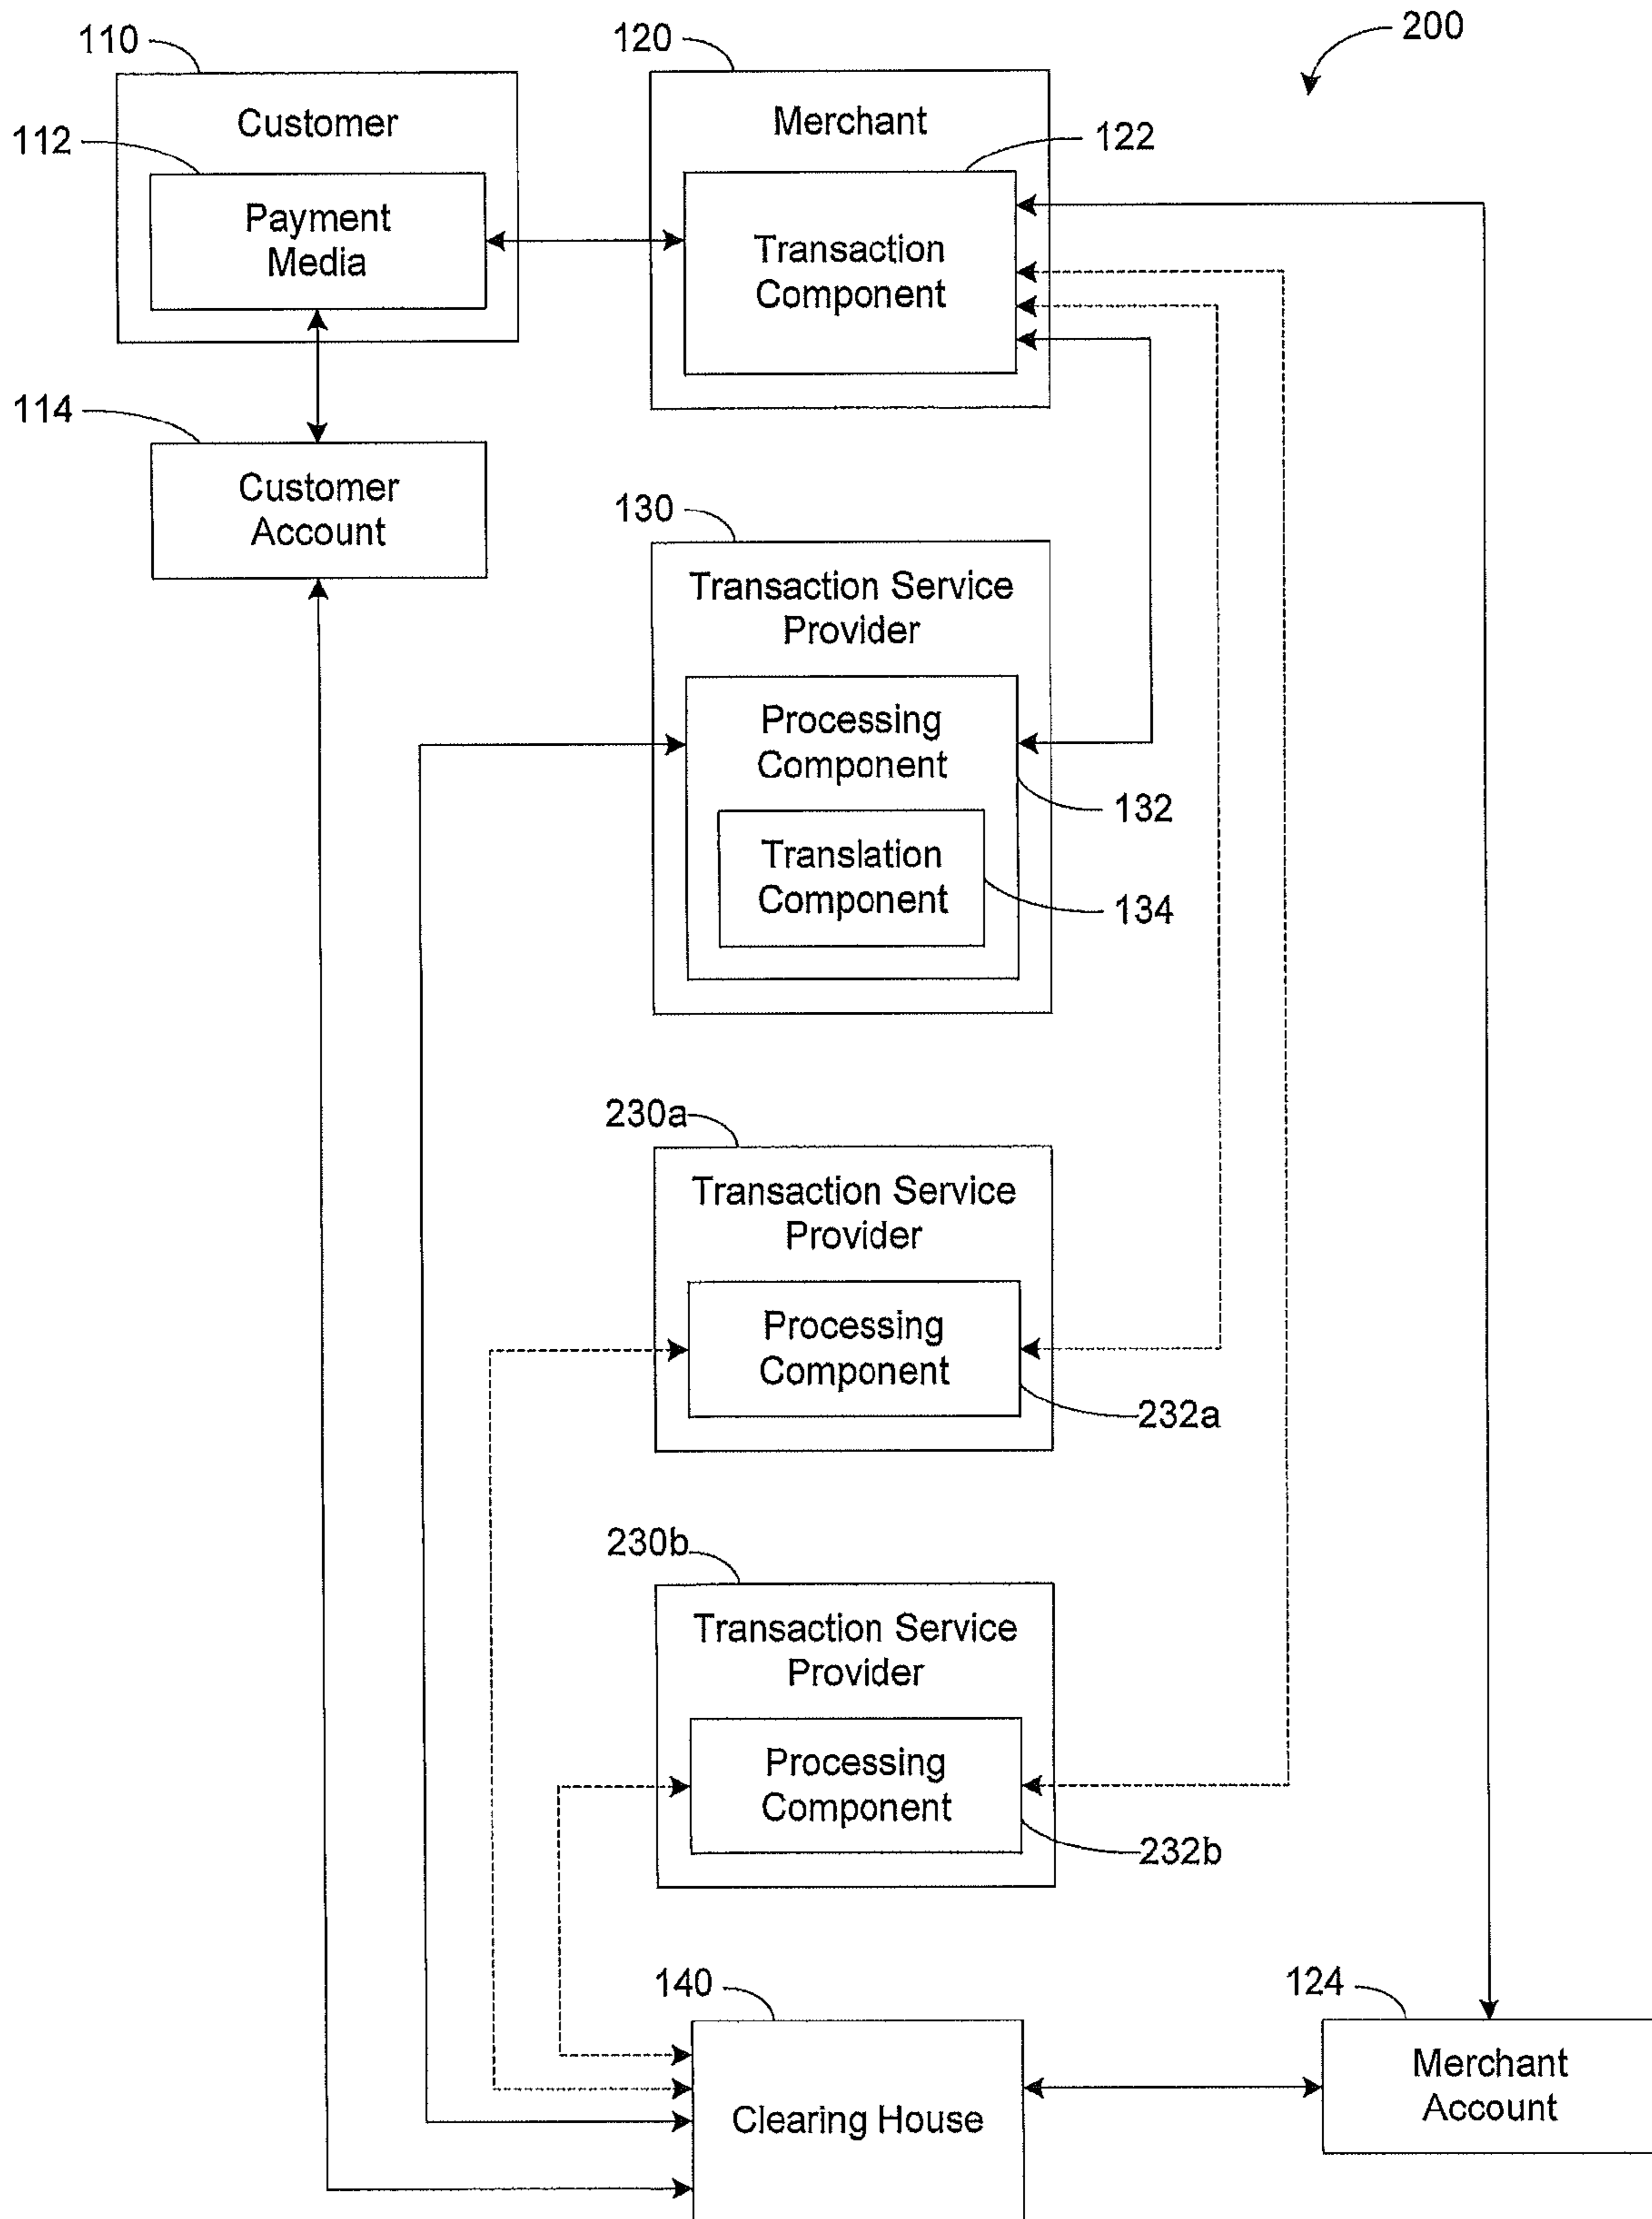 200
110
120
Customer
Merchant
112
122
Payment
Media
Transaction
Component
114
Customer
Account
130
Transaction Service
Provider
Processing
Component
132
Translation
Component
134
230a
Transaction Service
Provider
Processing
Component
232a
230b
Transaction Service
Provider
Processing
Component
232b
140
124
Clearing House
Merchant
Account